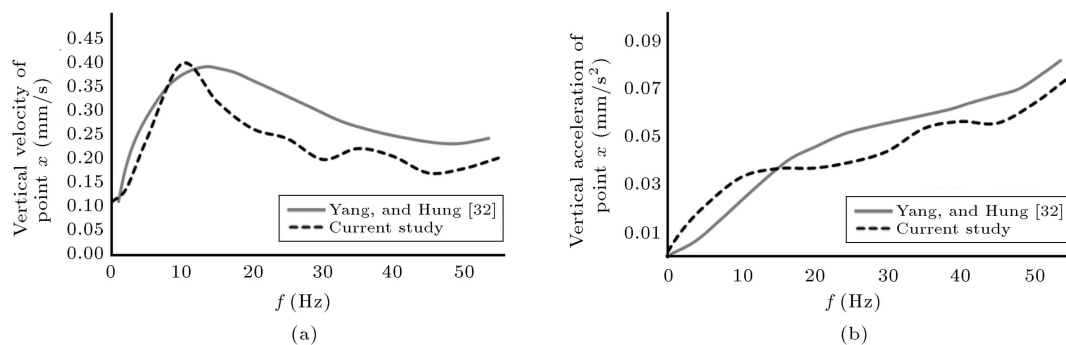 Vertical velocity of
point x (mm/s)
0.45
0.40
0.35
0.30
0.25
0.20
0.15
0.10
0.05
0.00
Yang, and Hung [32]
Current study
0 10 20 30 40 50
f (Hz)
(a)
Vertical acceleration of
point x (mm/s²)
0.09
0.07
0.05
0.03
0.01
Yang, and Hung [32]
Current study
0 10 20 30 40 50
f (Hz)
(b)